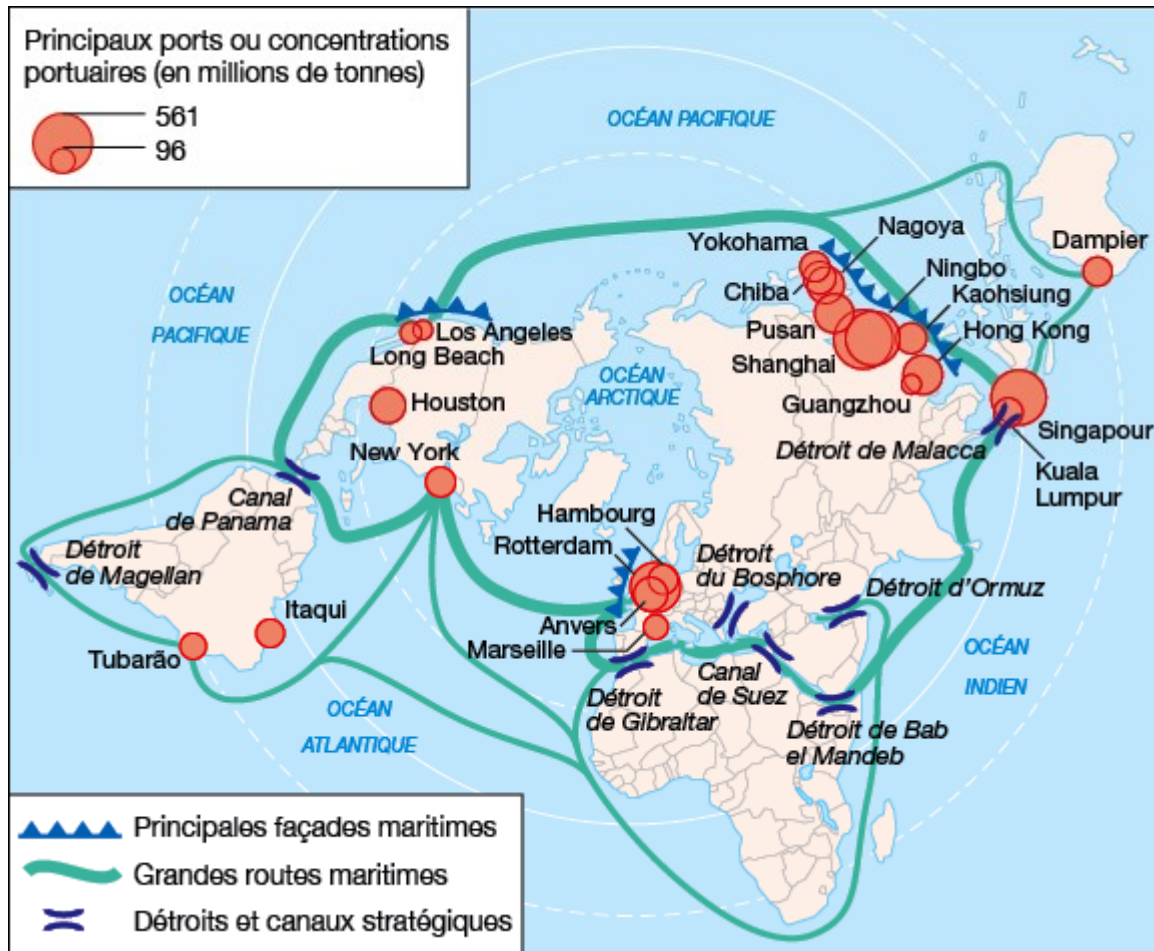 Principaux ports ou concentrations
portuaires (en millions de tonnes)
561
96
OCÉAN PACIFIQUE
Nagoya
Yokohama
Dampier
Ningbo
Chiba
Kaohsiung
OCÉAN
PACIFIQUE
Los Angeles
Pusan
Hong Kong
Long Beach
Shanghai
OCÉAN
ARCTIQUE
Houston
Guangzhou
Singapour
Détroit de Malacca
New York
Kuala
Lumpur
Canal
de Panama
Hambourg
Rotterdam
Détroit
du Bosphore
Détroit
de Magellan
Détroit d'Ormuz
Itaqui
Anvers
Tubarão
Marseille
OCÉAN
INDIEN
Canal
de Suez
Détroit
de Gibraltar
OCÉAN
ATLANTIQUE
Détroit de Bab
el Mandeb
Principales façades maritimes
Grandes routes maritimes
Détroits et canaux stratégiques